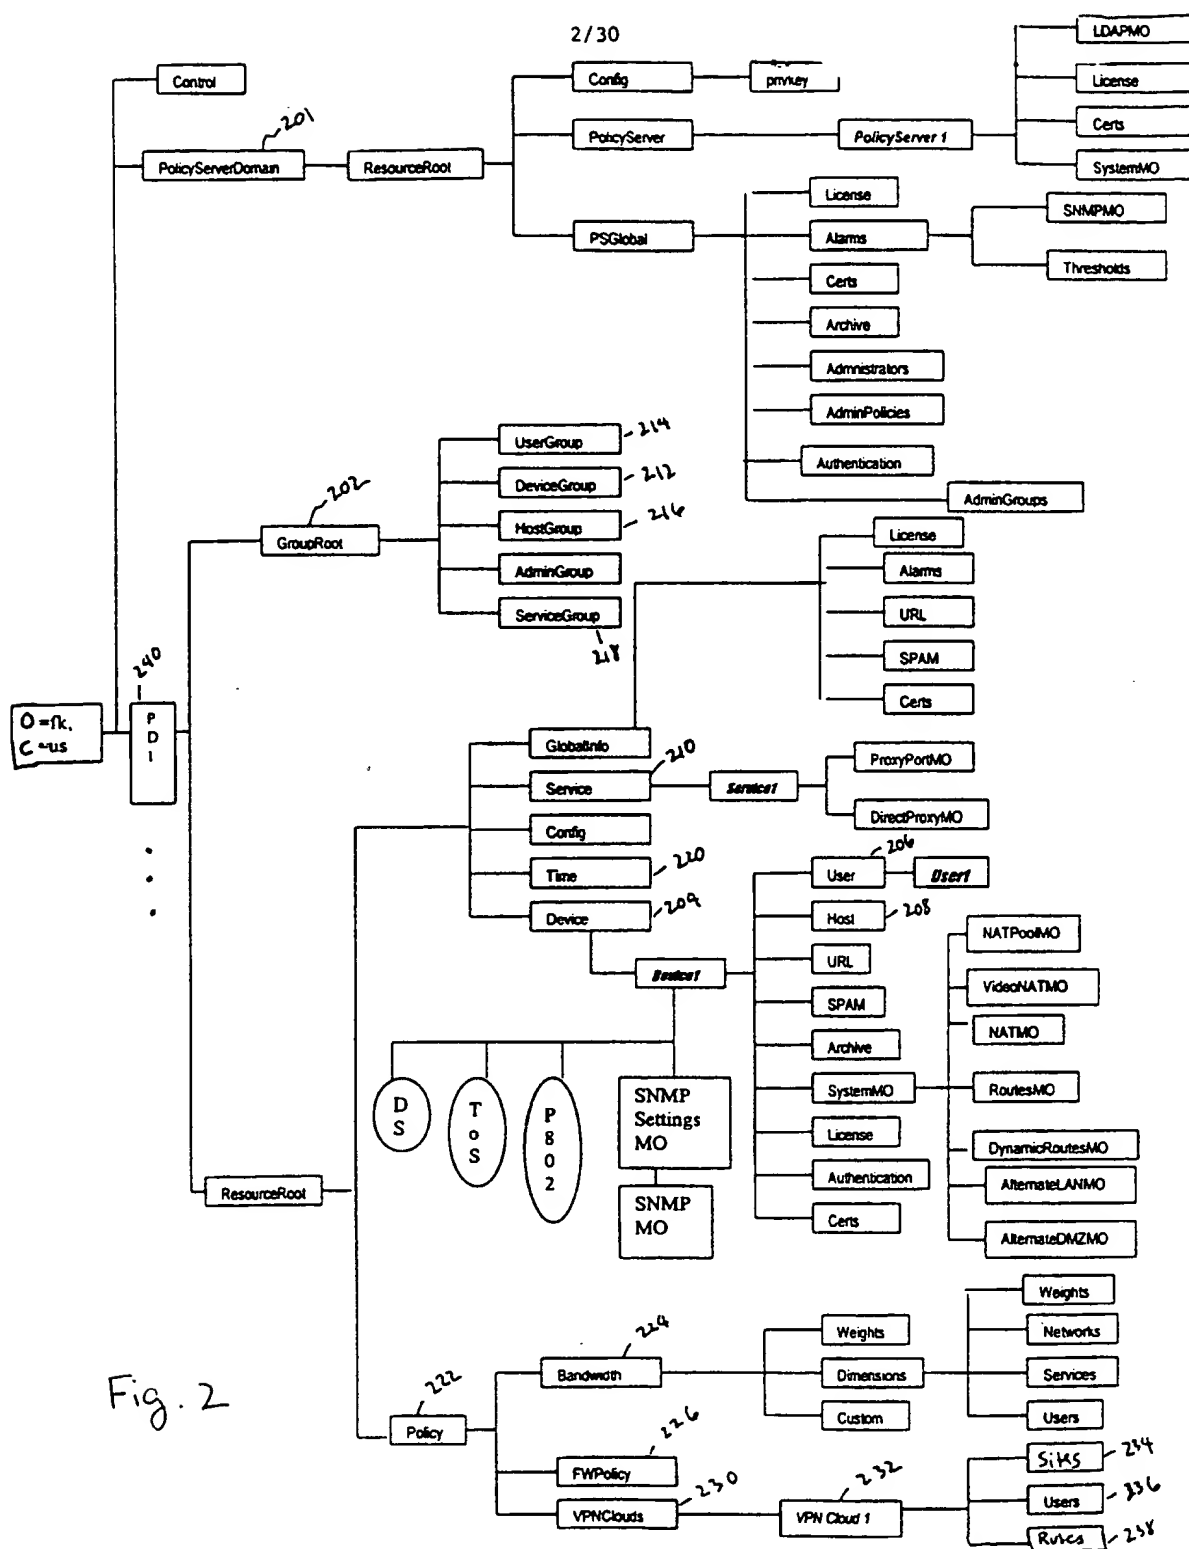 2/30
Control
201
PolicyServerDomain
ResourceRoot
Config
privkey
PolicyServer
PolicyServer 1
LDAPMO
License
Certs
SystemMO
PSGlobal
License
Alarms
SNMPMO
Thresholds
Certs
Archive
Admnistrators
AdminPolicies
Authentication
AdminGroups
202
GroupRoot
UserGroup
214
DeviceGroup
212
HostGroup
216
AdminGroup
ServiceGroup
218
License
Alarms
URL
SPAM
Certs
O=fk,
C=us
240
P
D
I
GlobalInfo
Service
210
Service1
ProxyPortMO
DirectProxyMO
Config
Time
220
Device
204
Device1
User
206
User1
Host
208
URL
SPAM
Archive
SystemMO
License
Authentication
Certs
NATPoolMO
VideoNATMO
NATMO
RoutesMO
DynamicRoutesMO
AlternateLANMO
AlternateDMZMO
D
S
T
o
S
P
8
0
2
SNMP
Settings
MO
SNMP
MO
ResourceRoot
222
Policy
224
Bandwidth
Weights
Dimensions
Custom
Weights
Networks
Services
Users
226
FWPolicy
230
VPNClouds
232
VPN Cloud 1
Sites
234
Users
236
Rules
238
Fig. 2